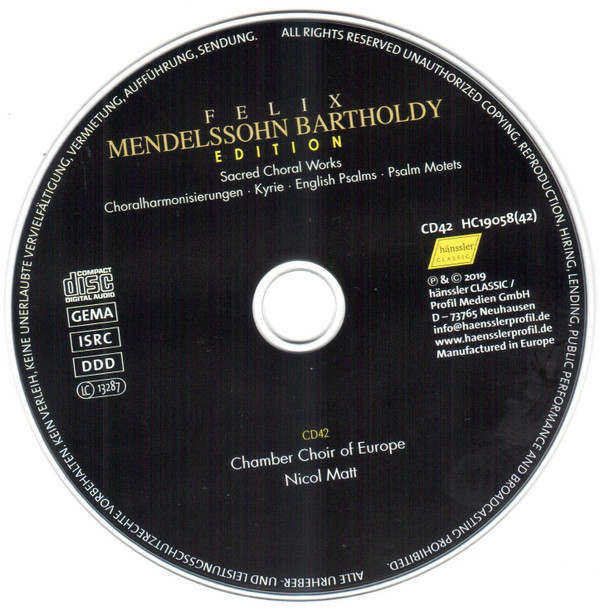 ALL RIGHTS RESERVED UNAUTHORIZED COPYING, REPRODUCTION, HIRING, LENDING, PUBLIC PERFORMANCE AND BROADCASTING PROHIBITED.
ALLE URHEBER- UND LEISTUNGSSCHUTZRECHTE VORBEHALTEN. KEIN VERLEIH, KEINE UNERLAUBTE VERVIELFÄLTIGUNG, VERMIETUNG, AUFFÜHRUNG, SENDUNG.
FELIX
MENDELSSOHN BARTHOLDY
EDITION
Sacred Choral Works
Choralharmonisierungen · Kyrie · English Psalms · Psalm Motets
CD42 HC19058(42)
hänssler
CLASSIC
℗ & © 2019
hänssler CLASSIC /
Profil Medien GmbH
D – 73765 Neuhausen
info@haensslerprofil.de
www.haensslerprofil.de
Manufactured in Europe
COMPACT
disc
DIGITAL AUDIO
GEMA
ISRC
DDD
LC 13287
CD42
Chamber Choir of Europe
Nicol Matt